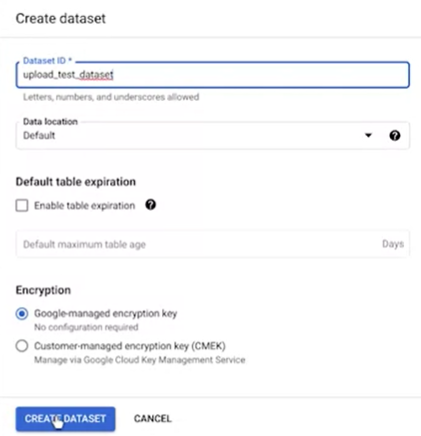 Create dataset
Dataset ID *
upload_test_dataset
Letters, numbers, and underscores allowed
Data location
Default
Default table expiration
Enable table expiration
Default maximum table age Days
Encryption
Google-managed encryption key
No configuration required
Customer-managed encryption key (CMEK)
Manage via Google Cloud Key Management Service
CREATE DATASET CANCEL